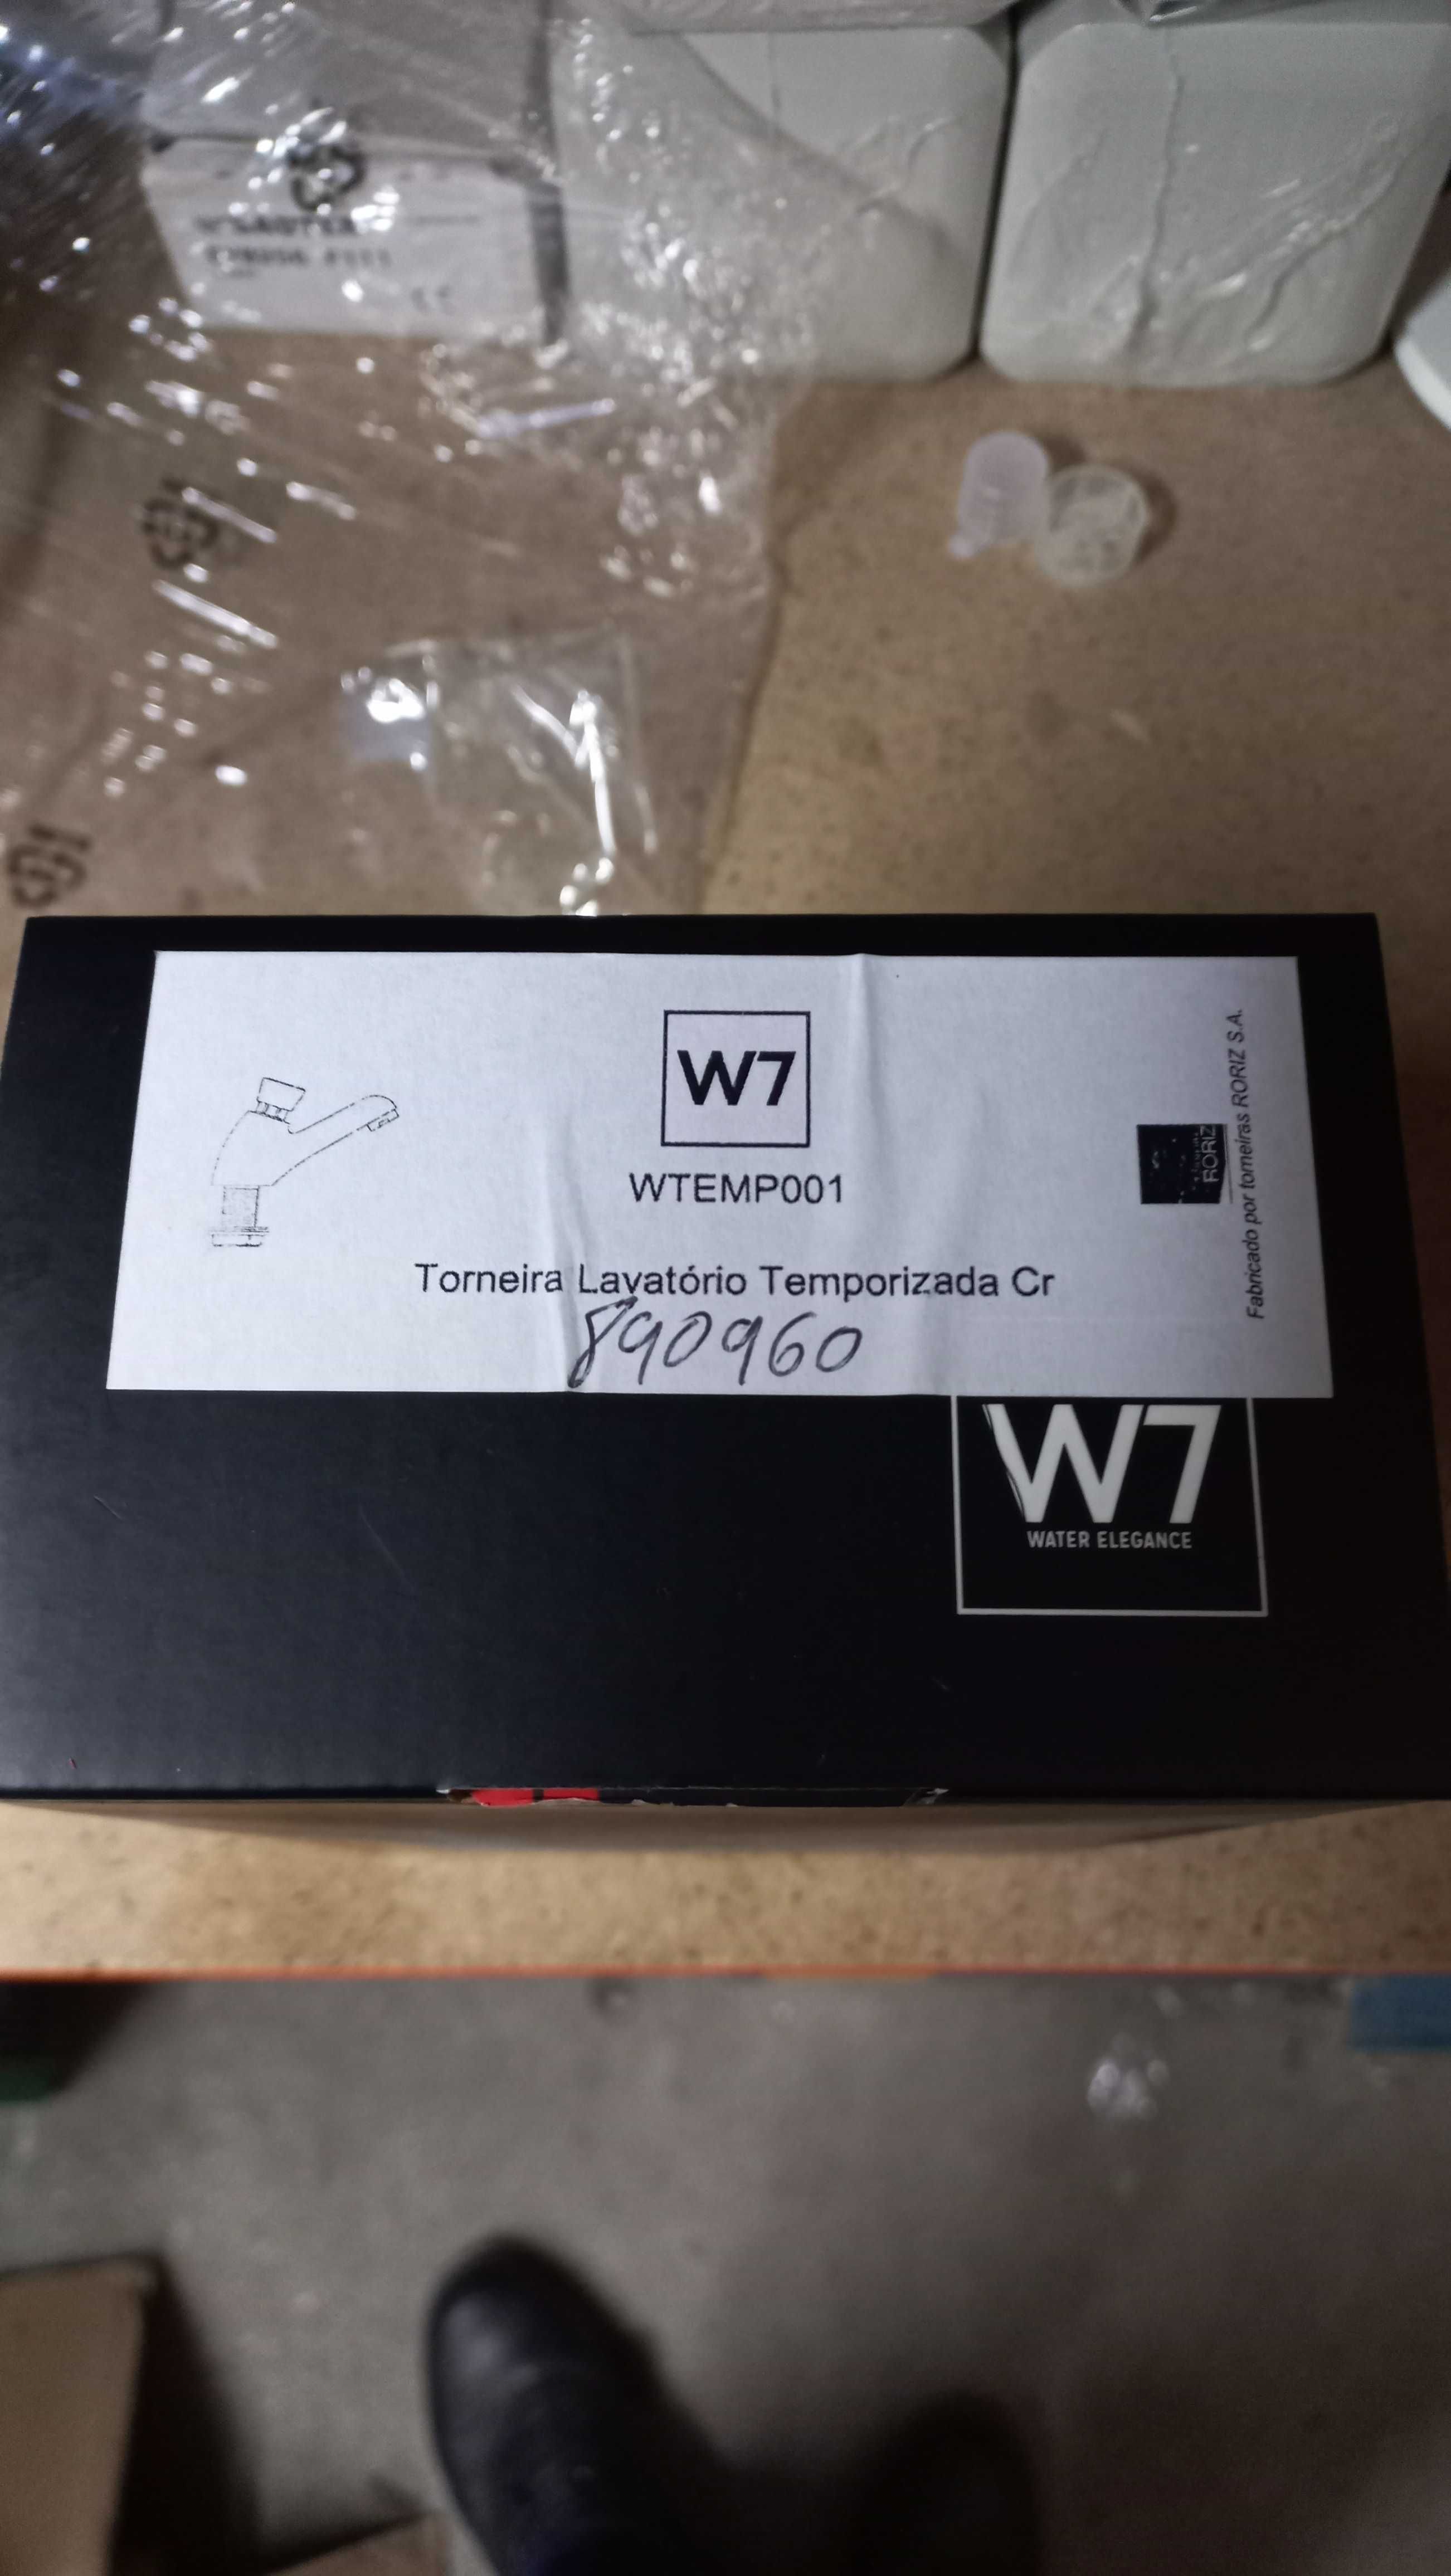 W7
WTEMP001
Torneira Lavatório Temporizada Cr
890960
RORIZ
Fabricado por torneiras RORIZ S.A.
W7
WATER ELEGANCE